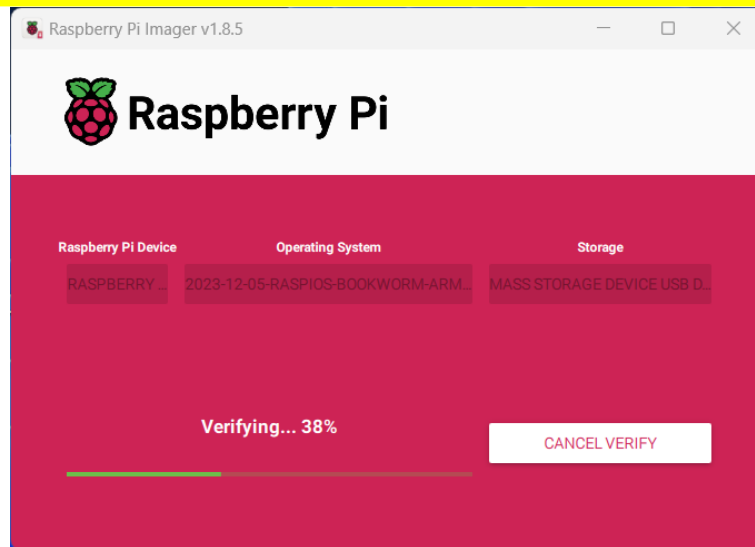 Raspberry Pi Imager v1.8.5
Raspberry Pi
Raspberry Pi Device
Operating System
Storage
RASPBERRY ...
2023-12-05-RASPIOS-BOOKWORM-ARM...
MASS STORAGE DEVICE USB D...
Verifying... 38%
CANCEL VERIFY